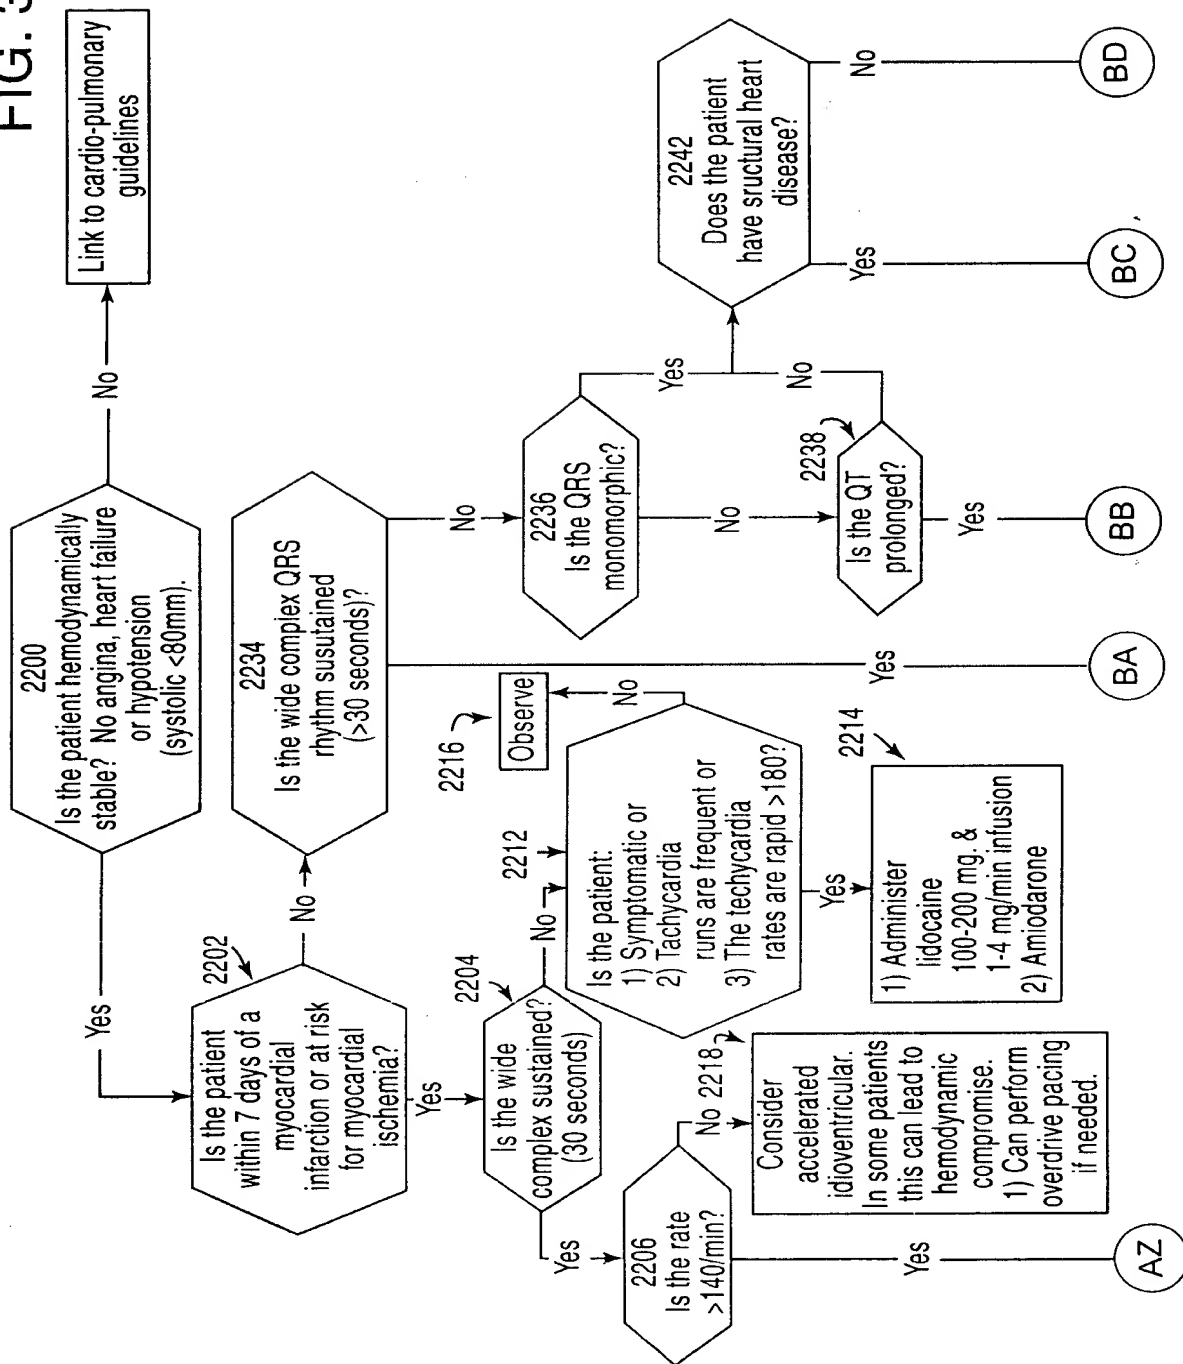 FIG. 3
2200
Is the patient hemodynamically
stable? No angina, heart failure
or hypotension
(systolic <80mm).
No
Link to cardio-pulmonary
guidelines
Yes
2202
Is the patient
within 7 days of a
myocardial
infarction or at risk
for myocardial
ischemia?
No
2234
Is the wide complex QRS
rhythm susutained
(>30 seconds)?
Yes
2204
Is the wide
complex sustained?
(30 seconds)
No
2212
Is the patient:
1) Symptomatic or
2) Tachycardia
runs are frequent or
3) The techycardia
rates are rapid >180?
No
2216
Observe
Yes
2214
1) Administer
lidocaine
100-200 mg. &
1-4 mg/min infusion
2) Amiodarone
Yes
2206
Is the rate
>140/min?
No
2218
Consider
accelerated
idioventricular.
In some patients
this can lead to
hemodynamic
compromise.
1) Can perform
overdrive pacing
if needed.
Yes
AZ
Yes
BA
No
2236
Is the QRS
monomorphic?
Yes
No
2238
Is the QT
prolonged?
No
Yes
BB
2242
Does the patient
have sructural heart
disease?
Yes
BC
No
BD